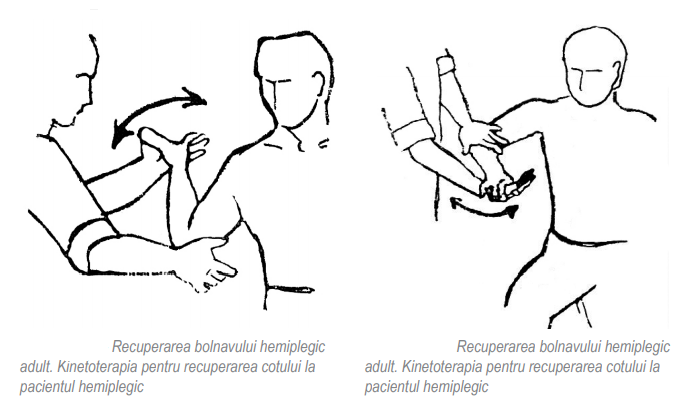 Recuperarea bolnavului hemiplegic
adult. Kinetoterapia pentru recuperarea cotului la
pacientul hemiplegic
Recuperarea bolnavului hemiplegic
adult. Kinetoterapia pentru recuperarea cotului la
pacientul hemiplegic